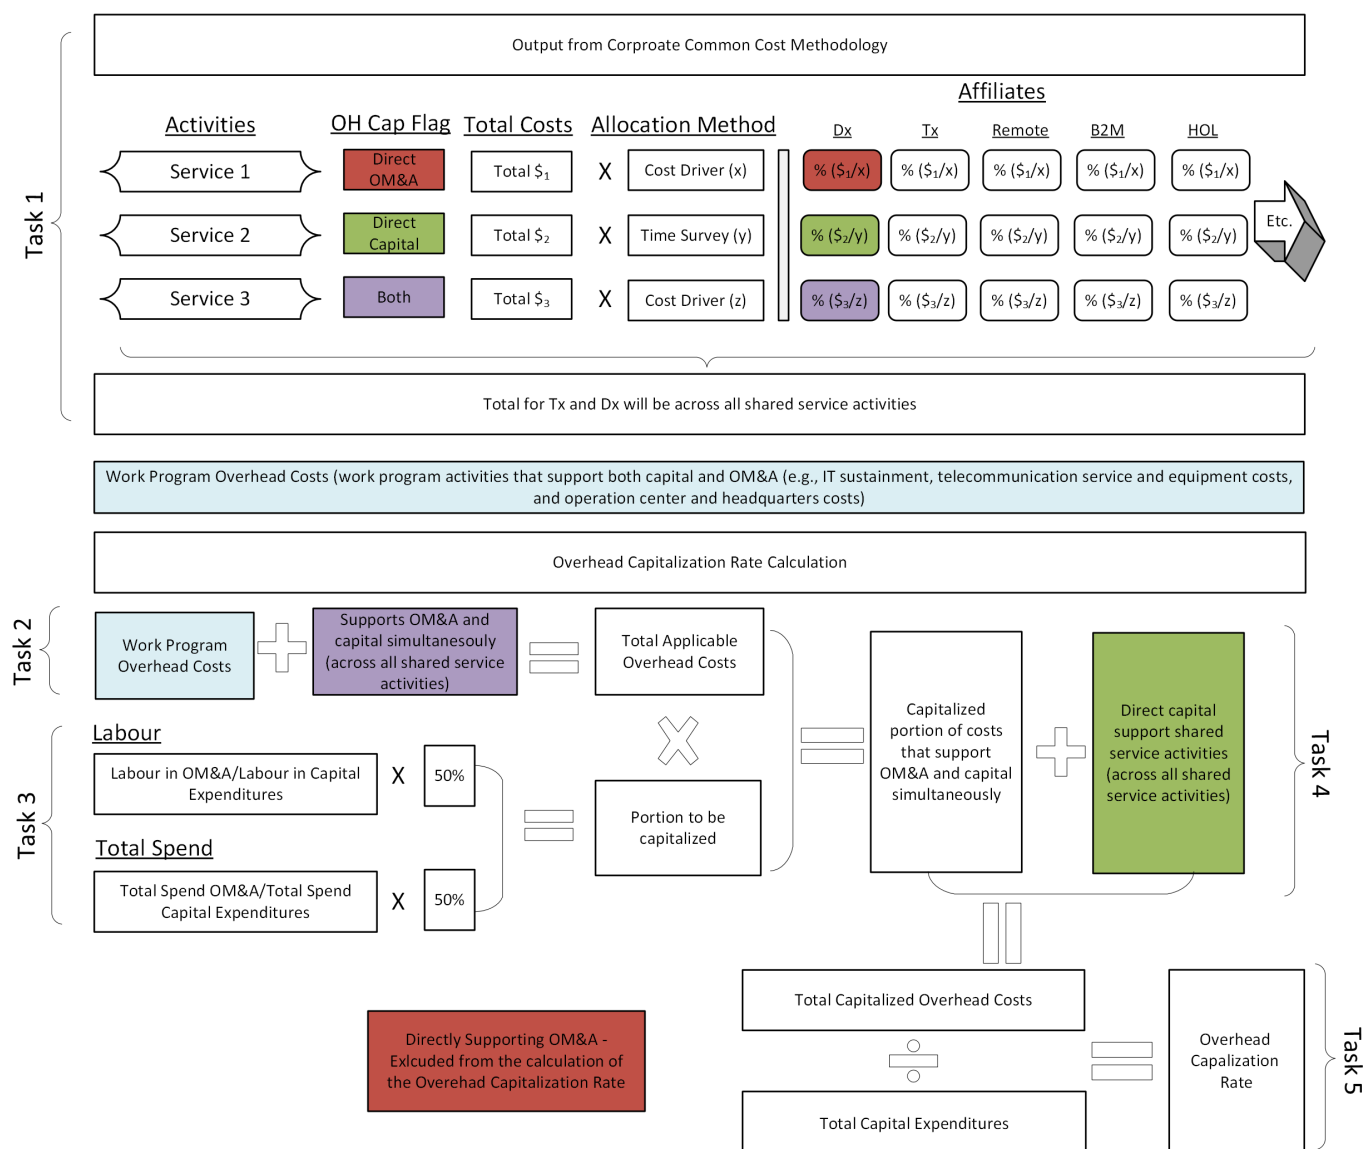 Output from Corproate Common Cost Methodology
Task 1
Affiliates
Activities
OH Cap Flag
Total Costs
Allocation Method
Dx
Tx
Remote
B2M
HOL
Service 1
Direct
OM&A
Total $1
X
Cost Driver (x)
% ($1/x)
% ($1/x)
% ($1/x)
% ($1/x)
% ($1/x)
Service 2
Direct
Capital
Total $2
X
Time Survey (y)
% ($2/y)
% ($2/y)
% ($2/y)
% ($2/y)
% ($2/y)
Etc.
Service 3
Both
Total $3
X
Cost Driver (z)
% ($3/z)
% ($3/z)
% ($3/z)
% ($3/z)
% ($3/z)
Total for Tx and Dx will be across all shared service activities
Work Program Overhead Costs (work program activities that support both capital and OM&A (e.g., IT sustainment, telecommunication service and equipment costs,
and operation center and headquarters costs)
Overhead Capitalization Rate Calculation
Task 2
Work Program
Overhead Costs
Supports OM&A and
capital simultanesouly
(across all shared service
activities)
Total Applicable
Overhead Costs
Task 3
Labour
Labour in OM&A/Labour in Capital
Expenditures
X
50%
Total Spend
Total Spend OM&A/Total Spend
Capital Expenditures
X
50%
Portion to be
capitalized
Capitalized
portion of costs
that support
OM&A and capital
simultaneously
Direct capital
support shared
service activities
(across all shared
service activities)
Task 4
Directly Supporting OM&A -
Exlcuded from the calculation of
the Overehad Capitalization Rate
Total Capitalized Overhead Costs
Total Capital Expenditures
Overhead
Capalization
Rate
Task 5